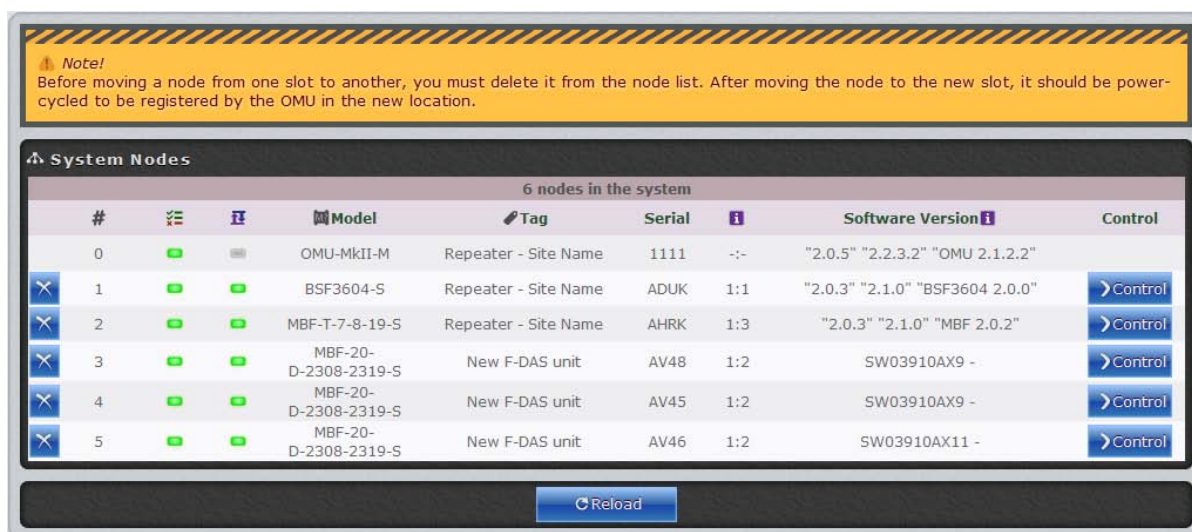 Note!
Before moving a node from one slot to another, you must delete it from the node list. After moving the node to the new slot, it should be power-
cycled to be registered by the OMU in the new location.
System Nodes
6 nodes in the system
# Model Tag Serial Software Version Control
0 OMU-MkII-M Repeater - Site Name 1111 -:- "2.0.5" "2.2.3.2" "OMU 2.1.2.2"
1 BSF3604-S Repeater - Site Name ADUK 1:1 "2.0.3" "2.1.0" "BSF3604 2.0.0" Control
2 MBF-T-7-8-19-S Repeater - Site Name AHRK 1:3 "2.0.3" "2.1.0" "MBF 2.0.2" Control
MBF-20-
3 D-2308-2319-S New F-DAS unit AV48 1:2 SW03910AX9 - Control
MBF-20-
4 D-2308-2319-S New F-DAS unit AV45 1:2 SW03910AX9 - Control
MBF-20-
5 D-2308-2319-S New F-DAS unit AV46 1:2 SW03910AX11 - Control
Reload